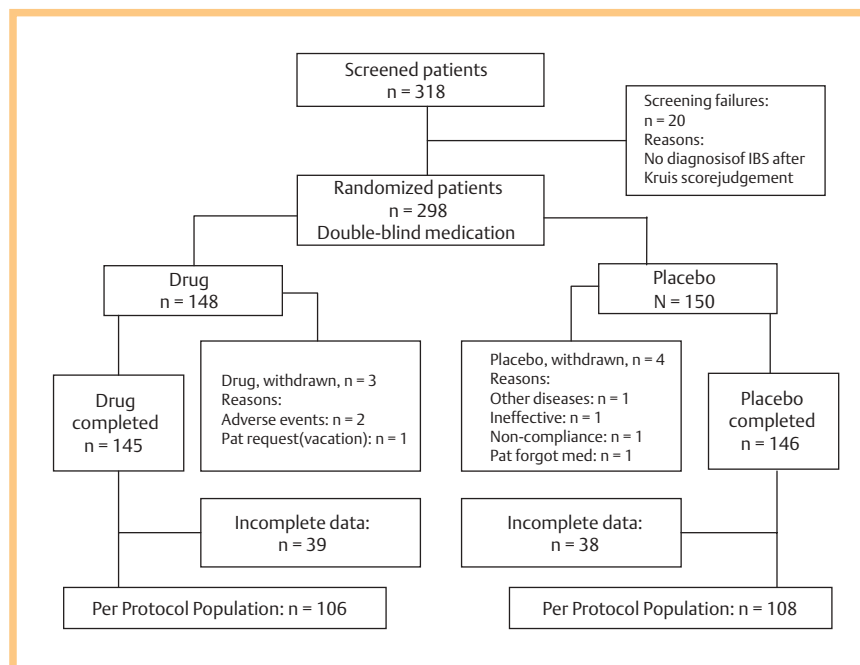 Screened patients
n = 318
Screening failures:
n = 20
Reasons:
No diagnosisof IBS after
Kruis scorejudgement
Randomized patients
n = 298
Double-blind medication
Drug
n = 148
Placebo
N = 150
Drug, withdrawn, n = 3
Reasons:
Adverse events: n = 2
Pat request(vacation): n = 1
Placebo, withdrawn, n = 4
Reasons:
Other diseases: n = 1
Ineffective: n = 1
Non-compliance: n = 1
Pat forgot med: n = 1
Drug
completed
n = 145
Placebo
completed
n = 146
Incomplete data:
n = 39
Incomplete data:
n = 38
Per Protocol Population: n = 106
Per Protocol Population: n = 108